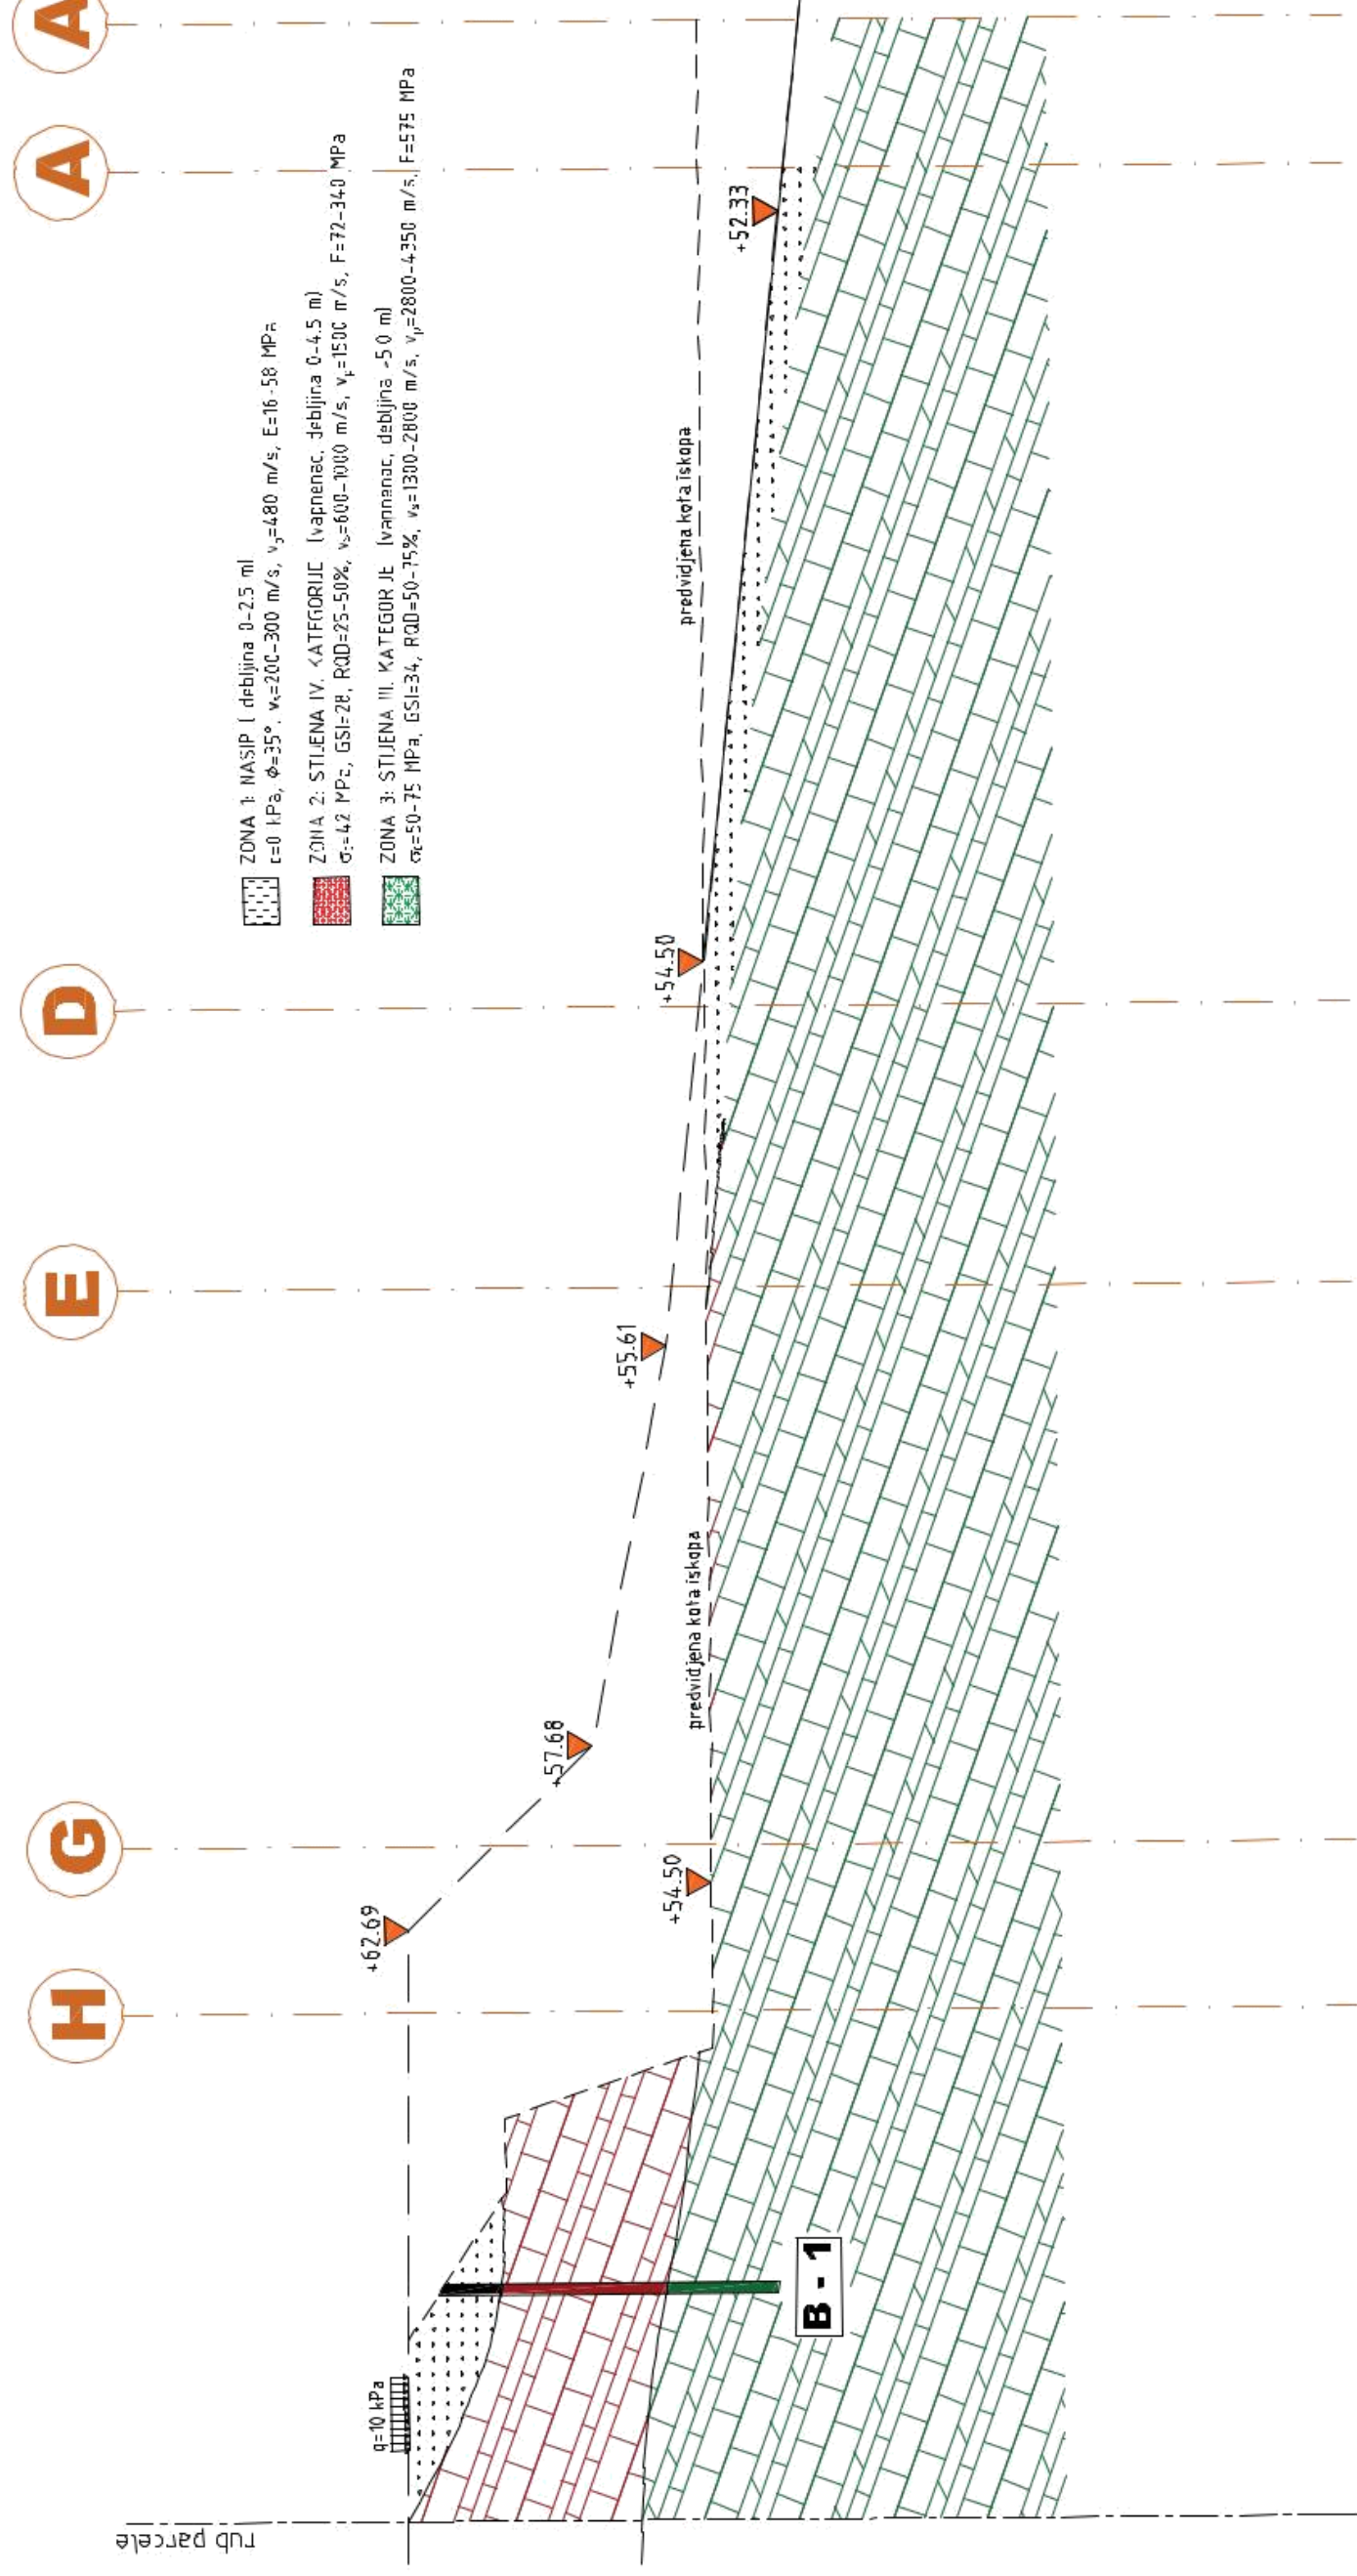 A
A
D
E
G
H
ZONA 1: NASIP ( debljina 0-2.5 m)
c=0 kPa, ϕ=35°, vs=200-300 m/s, vp=480 m/s, E=16-58 MPa
ZONA 2: STIJENA IV. KATEGORIJE (vapnenac, debljina 0-4.5 m)
σc=42 MPa, GSI=28, RQD=25-50%, vs=600-1000 m/s, vp=1500 m/s, E=72-340 MPa
ZONA 3: STIJENA III. KATEGORIJE (vapnenac, debljina >5.0 m)
σc=50-75 MPa, GSI=34, RQD=50-75%, vs=1300-2800 m/s, vp=2800-4350 m/s, E=575 MPa
rub parcele
q=10 kPa
+62.69
+57.68
+55.61
+54.50
+54.50
+52.33
predvidjena kota iskopa
predvidjena kota iskopa
B - 1